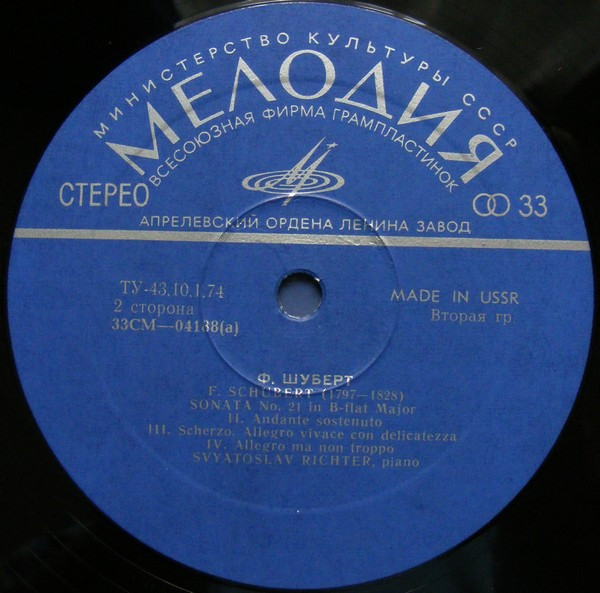 МИНИСТЕРСТВО КУЛЬТУРЫ СССР
МЕЛОДИЯ
ВСЕСОЮЗНАЯ ФИРМА ГРАМПЛАСТИНОК
СТЕРЕО
33
АПРЕЛЕВСКИЙ ОРДЕНА ЛЕНИНА ЗАВОД
ТУ-43.10.1.74
2 сторона
33СМ—04188(а)
MADE IN USSR
Вторая гр.
Ф. ШУБЕРТ
F. SCHUBERT (1797—1828)
SONATA No. 21 in B-flat Major
II. Andante sostenuto
III. Scherzo. Allegro vivace con delicatezza
IV. Allegro ma non troppo
SVYATOSLAV RICHTER, piano